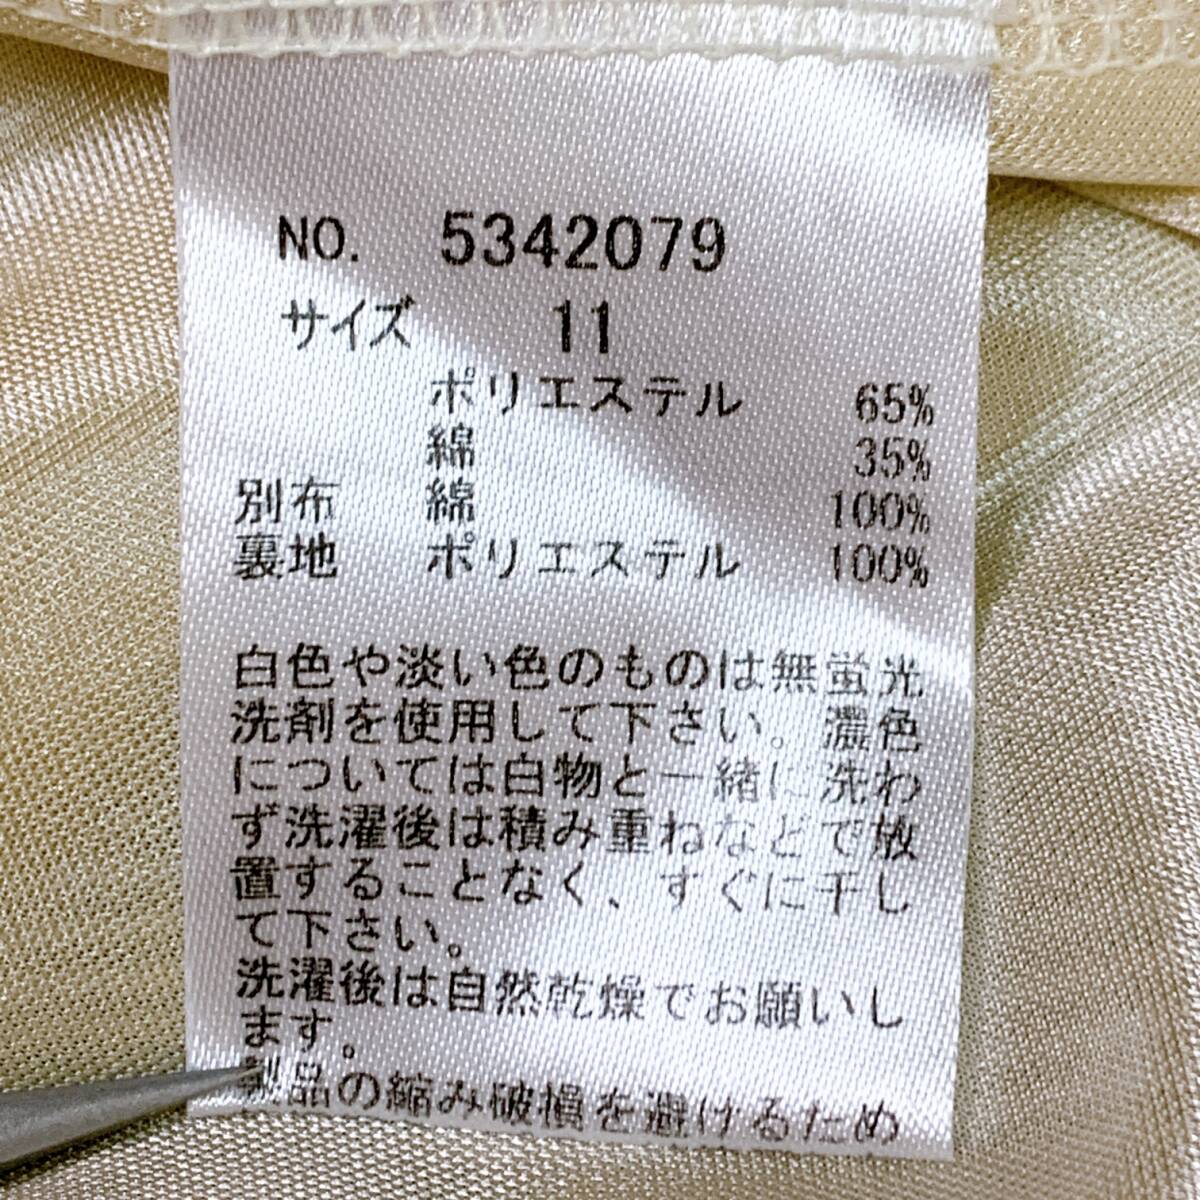 NO. 5342079
サイズ 11
ポリエステル 65%
綿 35%
別布 綿 100%
裏地 ポリエステル 100%
白色や淡い色のものは無蛍光
洗剤を使用して下さい。濃色
については白物と一緒に洗わ
ず洗濯後は積み重ねなどで放
置することなく、すぐに干し
て下さい。
洗濯後は自然乾燥でお願いし
ます。
製品の縮み破損を避けるため